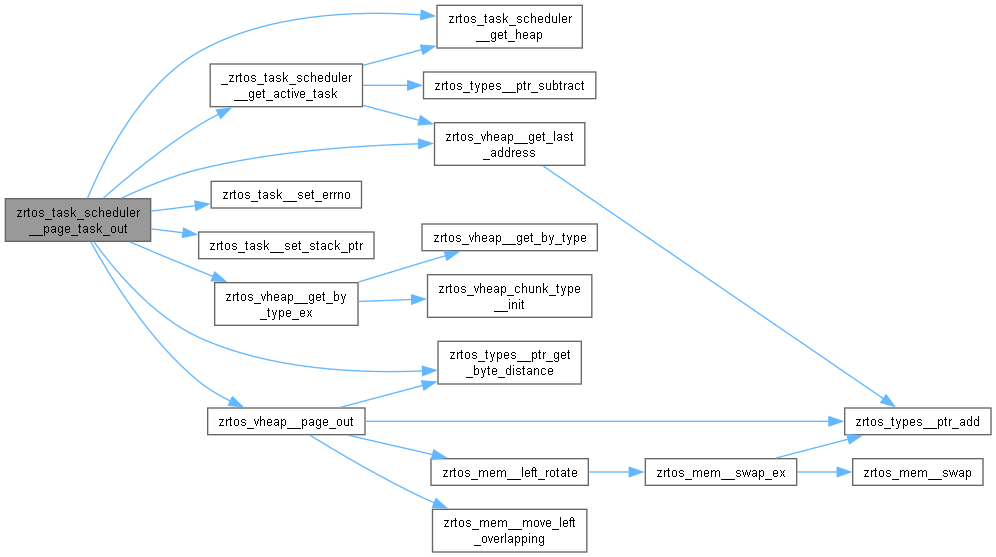 zrtos_task_scheduler
__page_task_out
zrtos_task_scheduler
__get_heap
_zrtos_task_scheduler
__get_active_task
zrtos_types__ptr_subtract
zrtos_vheap__get_last
_address
zrtos_task__set_errno
zrtos_task__set_stack_ptr
zrtos_vheap__get_by
_type_ex
zrtos_vheap__get_by_type
zrtos_vheap_chunk_type
__init
zrtos_types__ptr_get
_byte_distance
zrtos_vheap__page_out
zrtos_types__ptr_add
zrtos_mem__left_rotate
zrtos_mem__swap_ex
zrtos_mem__swap
zrtos_mem__move_left
_overlapping